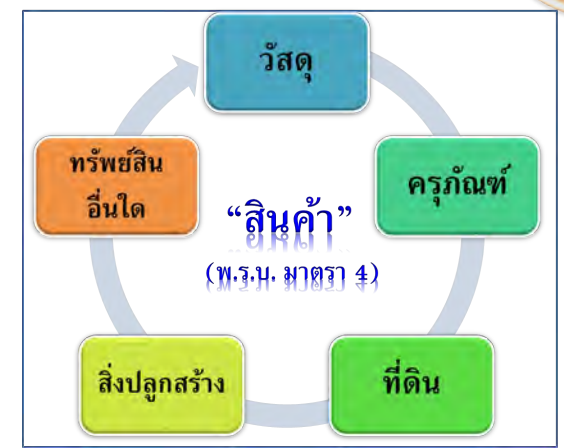 วัสดุ
ครุภัณฑ์
ที่ดิน
สิ่งปลูกสร้าง
ทรัพย์สิน
อื่นใด
“สินค้า”
(พ.ร.บ. มาตรา 4)